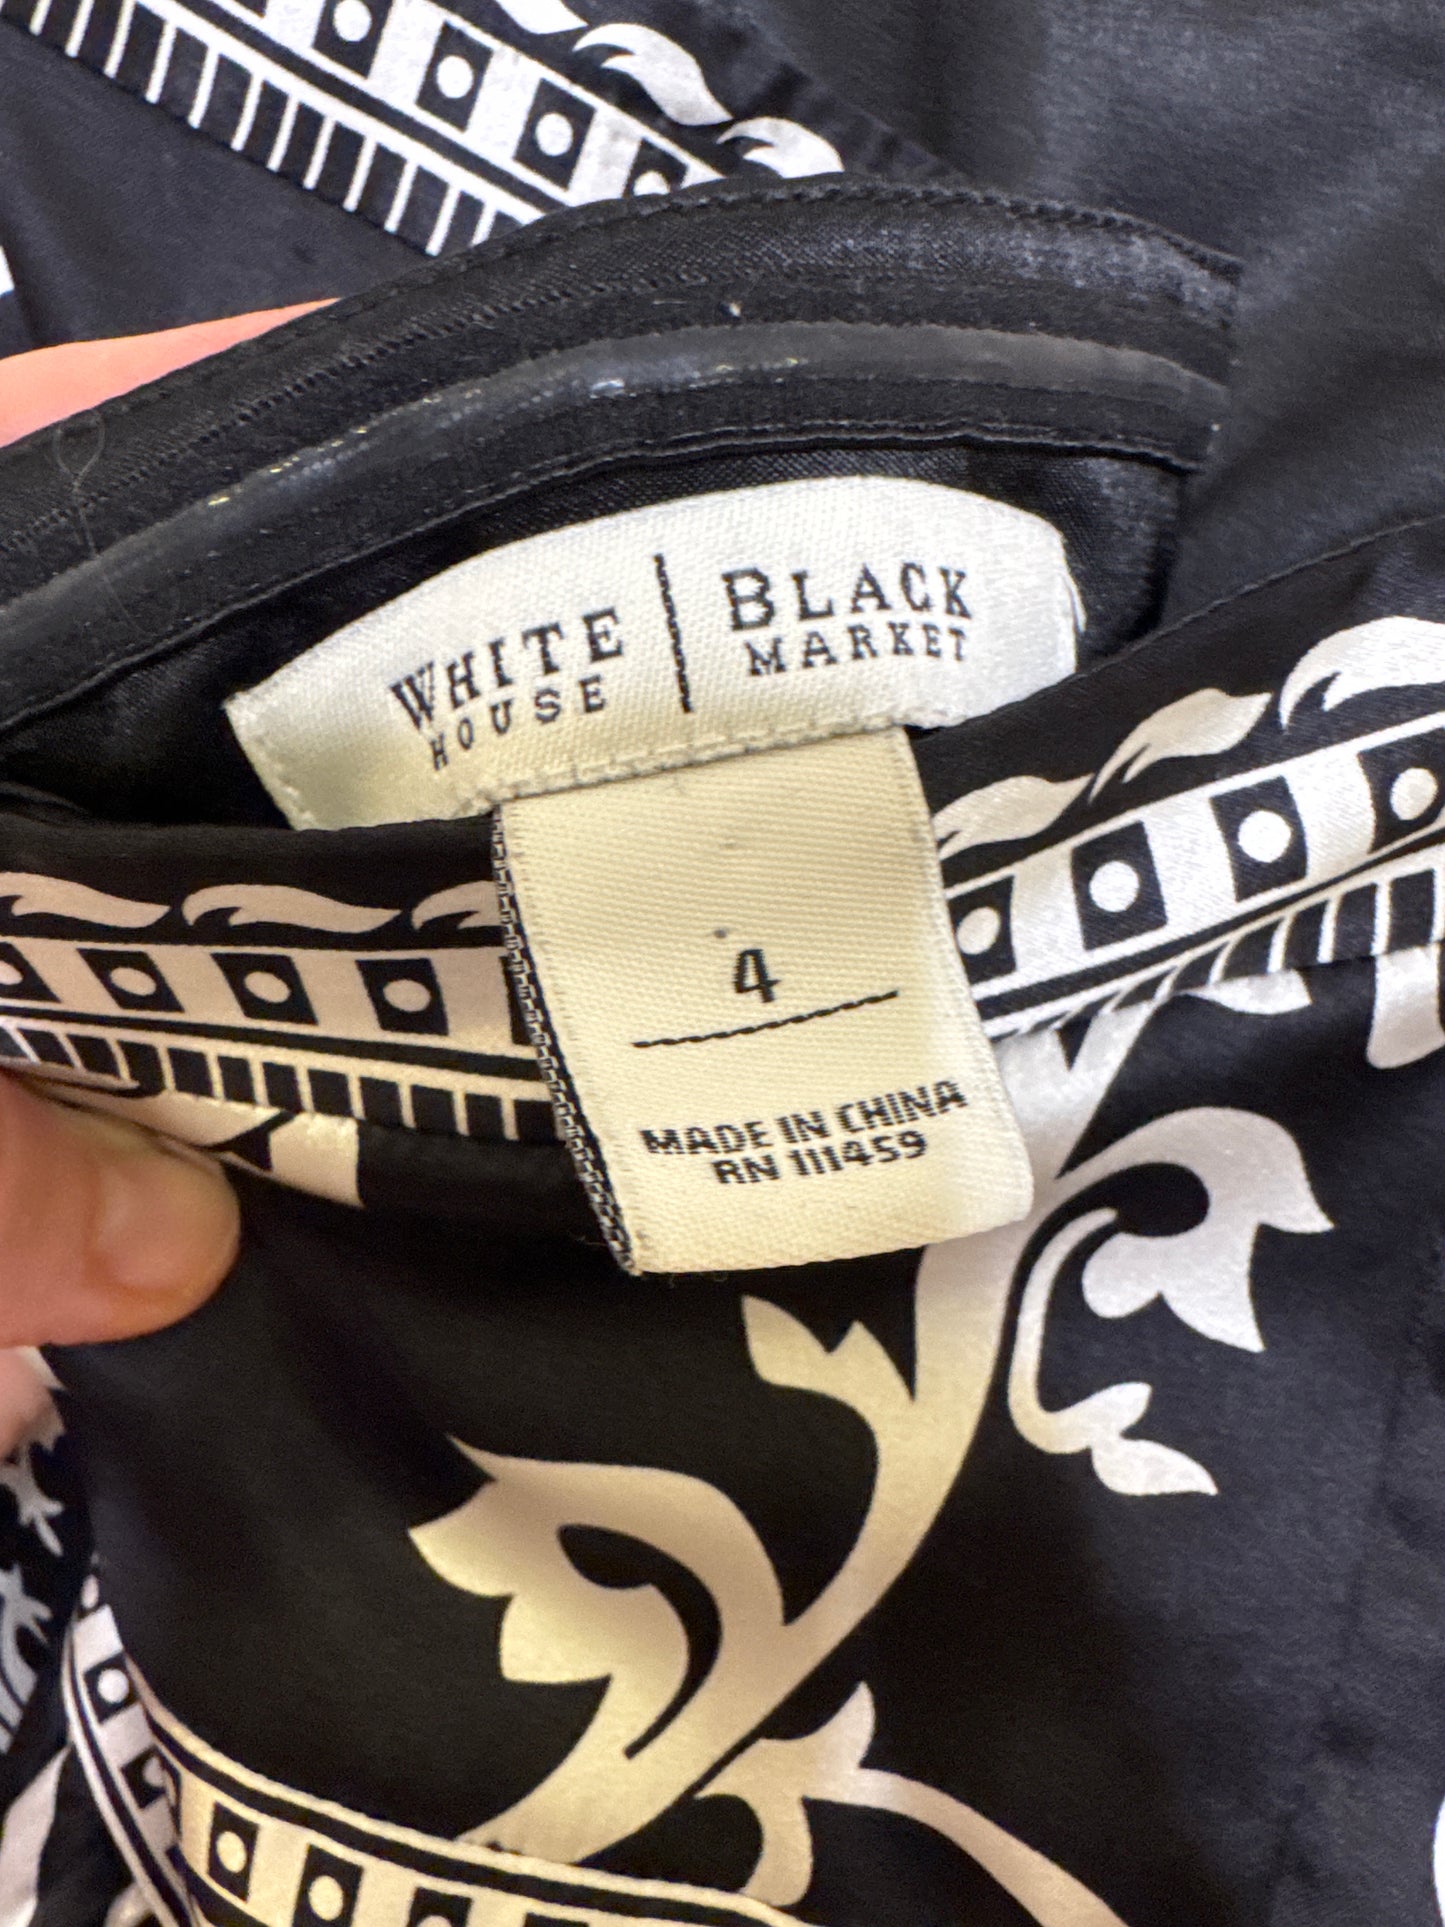 WHITE | BLACK
HOUSE | MARKET
4
MADE IN CHINA
RN 111459